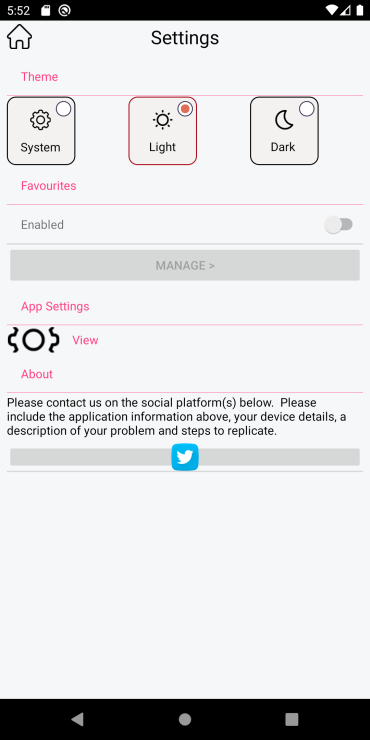 5:52
Settings
Theme
System
Light
Dark
Favourites
Enabled
MANAGE >
App Settings
View
About
Please contact us on the social platform(s) below.  Please
include the application information above, your device details, a
description of your problem and steps to replicate.